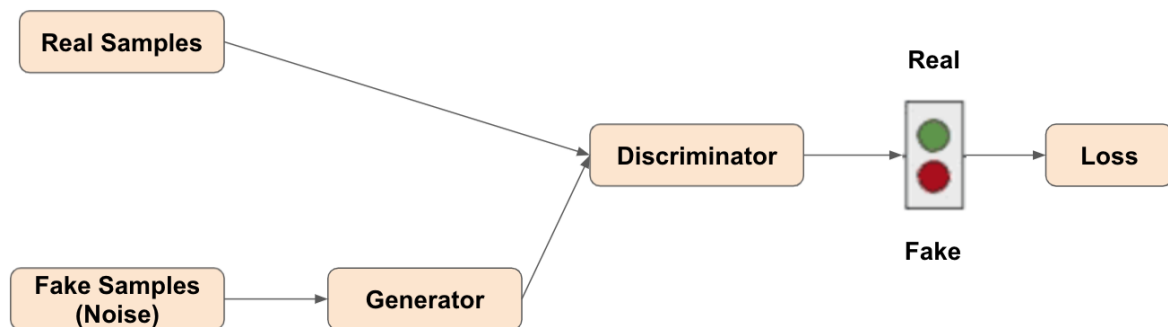 Real Samples
Real
Discriminator
Loss
Fake
Fake Samples
(Noise)
Generator